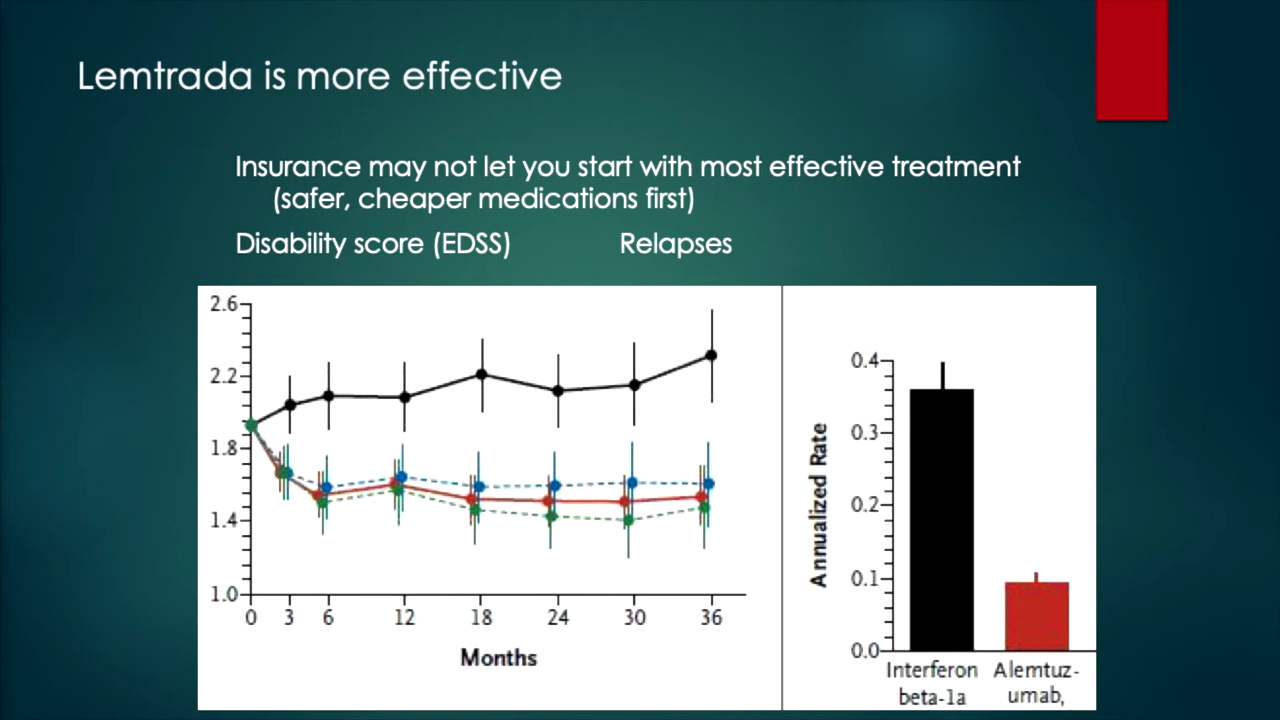 Lemtrada is more effective
Insurance may not let you start with most effective treatment
(safer, cheaper medications first)
Disability score (EDSS)
Relapses
2.6
2.2
1.8
1.4
1.0
0 3 6 12 18 24 30 36
Months
Annualized Rate
0.4
0.3
0.2
0.1
0.0
Interferon
beta-1a
Alemtuz-
umab,